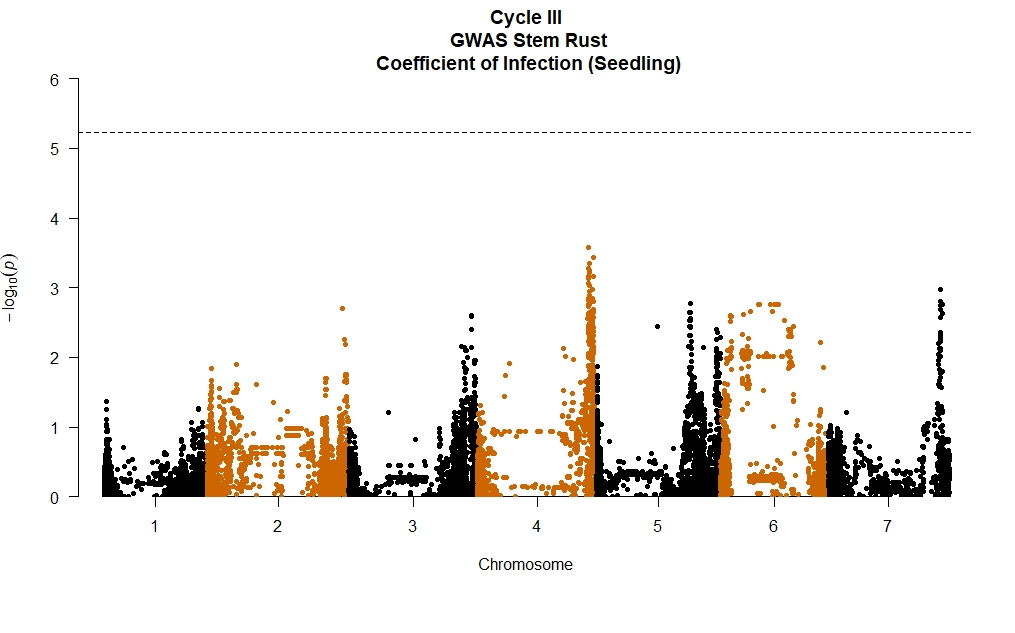 Cycle III
GWAS Stem Rust
Coefficient of Infection (Seedling)
6
5
4
3
2
1
0
− log10(p)
1 2 3 4 5 6 7
Chromosome